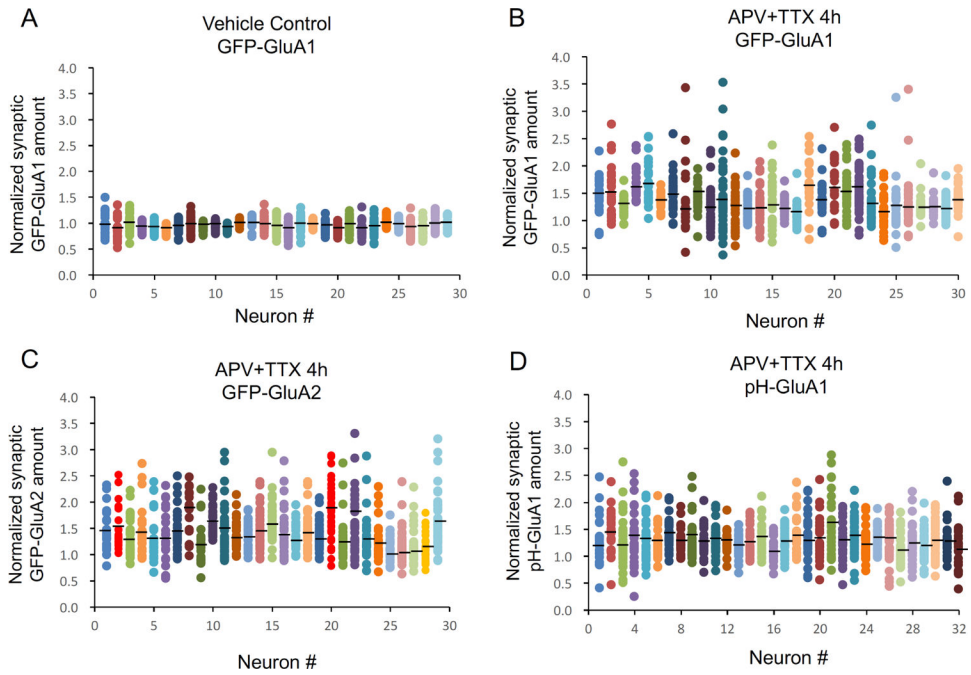 A
Vehicle Control
GFP-GluA1
Normalized synaptic
GFP-GluA1 amount
4.0
3.5
3.0
2.5
2.0
1.5
1.0
0.5
0.0
0 5 10 15 20 25 30
Neuron #
B
APV+TTX 4h
GFP-GluA1
Normalized synaptic
GFP-GluA1 amount
4.0
3.5
3.0
2.5
2.0
1.5
1.0
0.5
0.0
0 5 10 15 20 25 30
Neuron #
C
APV+TTX 4h
GFP-GluA2
Normalized synaptic
GFP-GluA2 amount
4.0
3.5
3.0
2.5
2.0
1.5
1.0
0.5
0.0
0 5 10 15 20 25 30
Neuron #
D
APV+TTX 4h
pH-GluA1
Normalized synaptic
pH-GluA1 amount
4.0
3.5
3.0
2.5
2.0
1.5
1.0
0.5
0.0
0 4 8 12 16 20 24 28 32
Neuron #